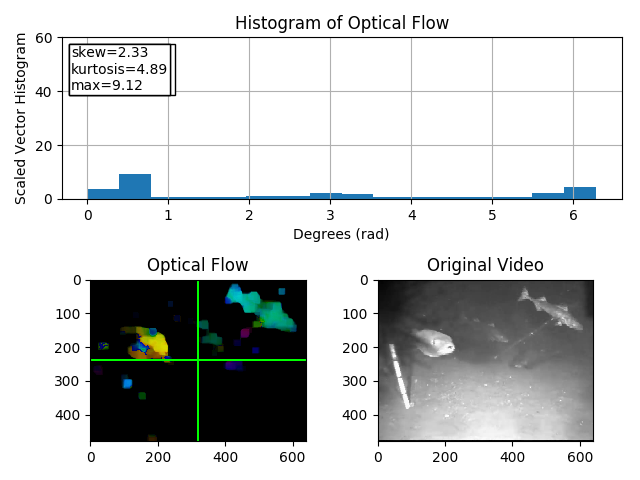 Histogram of Optical Flow
Scaled Vector Histogram
60
40
20
0
skew=2.33
kurtosis=4.89
max=9.12
0 1 2 3 4 5 6
Degrees (rad)
Optical Flow
0
100
200
300
400
0 200 400 600
Original Video
0
100
200
300
400
0 200 400 600